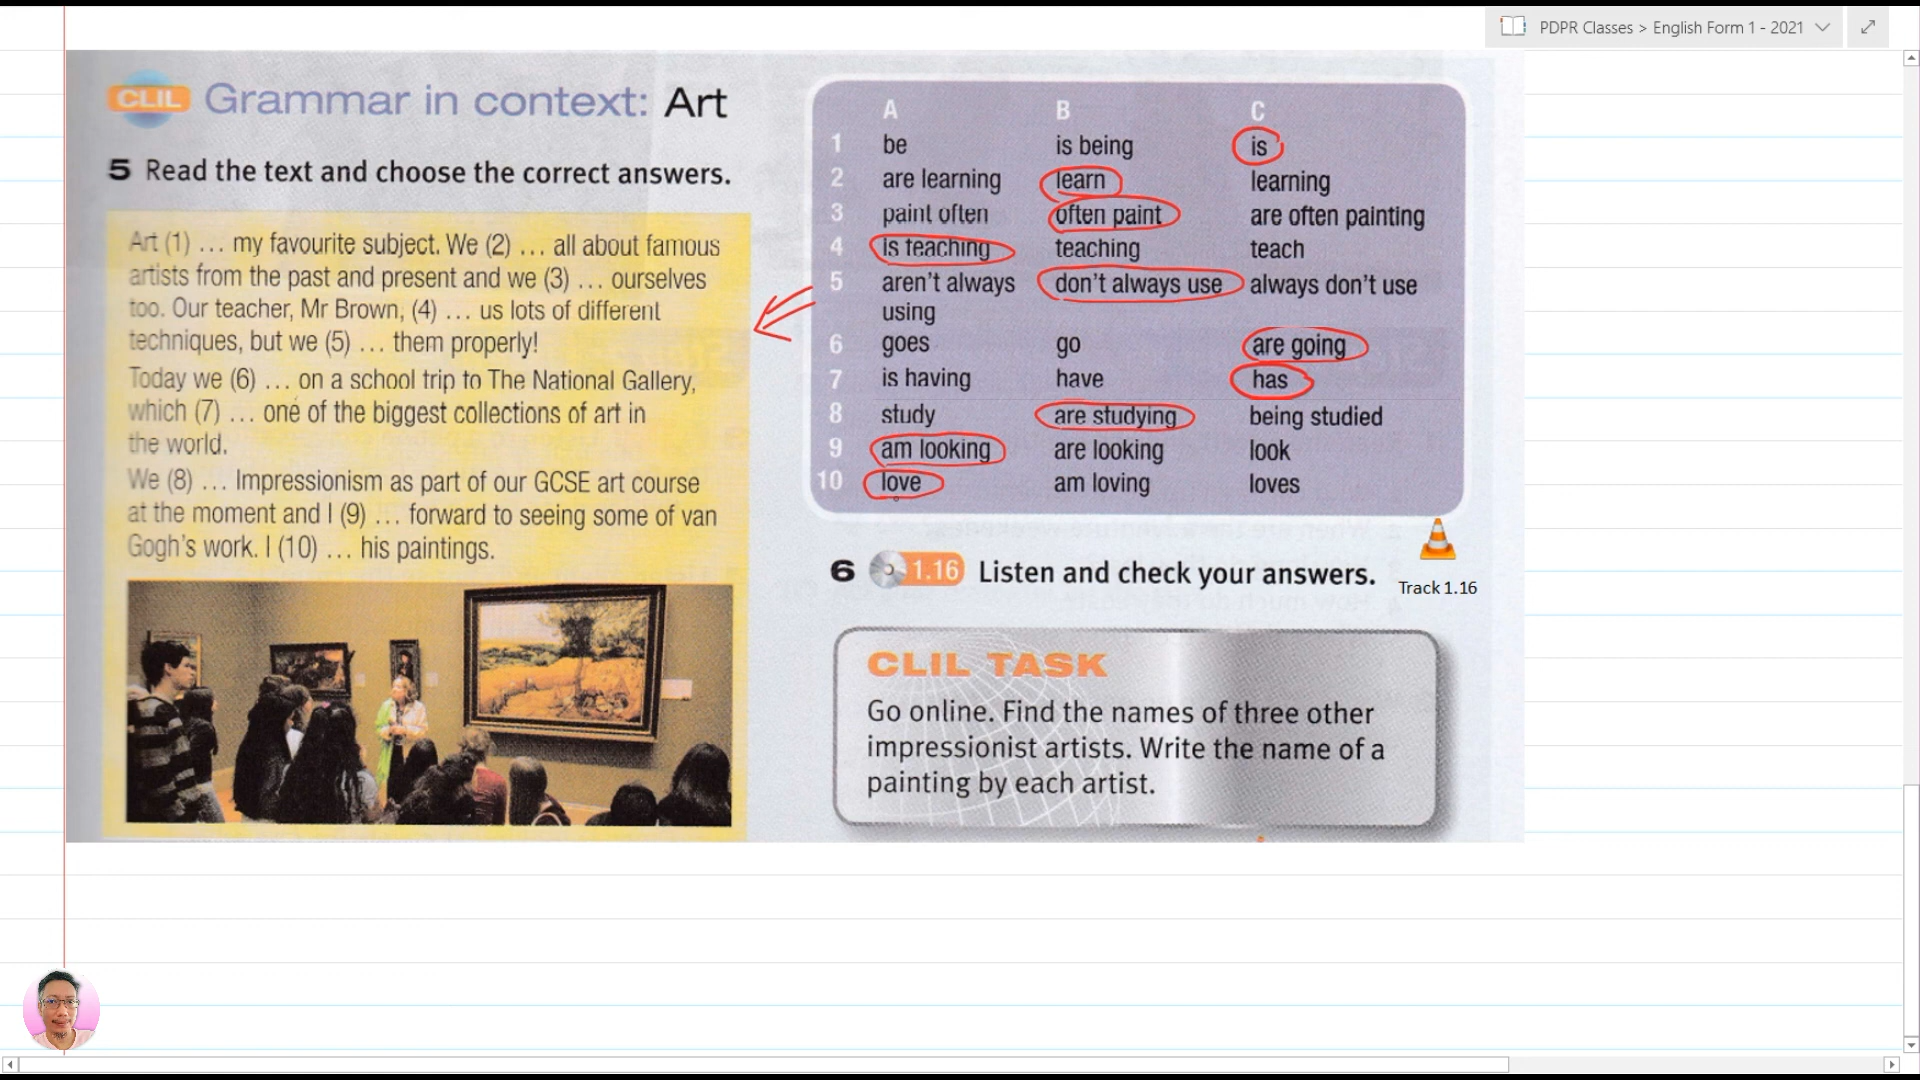 PDPR Classes > English Form 1 - 2021
CLIL Grammar in context: Art
5 Read the text and choose the correct answers.
Art (1) ... my favourite subject. We (2) ... all about famous
artists from the past and present and we (3) ... ourselves
too. Our teacher, Mr Brown, (4) ... us lots of different
techniques, but we (5) ... them properly!
Today we (6) ... on a school trip to The National Gallery,
which (7) ... one of the biggest collections of art in
the world.
We (8) ... Impressionism as part of our GCSE art course
at the moment and I (9) ... forward to seeing some of van
Gogh's work. I (10) ... his paintings.
A B C
1 be is being is
2 are learning learn learning
3 paint often often paint are often painting
4 is teaching teaching teach
5 aren't always don't always use always don't use
using
6 goes go are going
7 is having have has
8 study are studying being studied
9 am looking are looking look
10 love am loving loves
6 1.16 Listen and check your answers.
Track 1.16
CLIL TASK
Go online. Find the names of three other
impressionist artists. Write the name of a
painting by each artist.